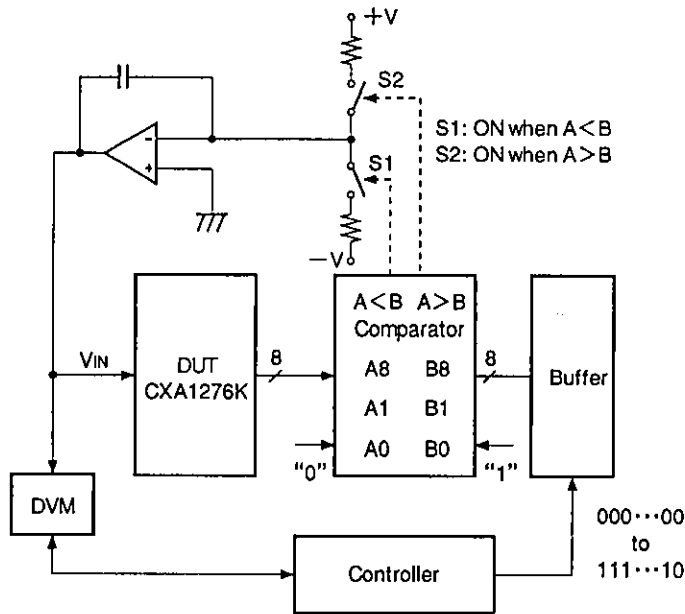 +V
S2
S1
−V
S1: ON when A<B
S2: ON when A>B
−
+
VIN
DUT
CXA1276K
8
A<B A>B
Comparator
A8 B8
A1 B1
A0 B0
“0”
“1”
8
Buffer
DVM
Controller
000···00
to
111···10